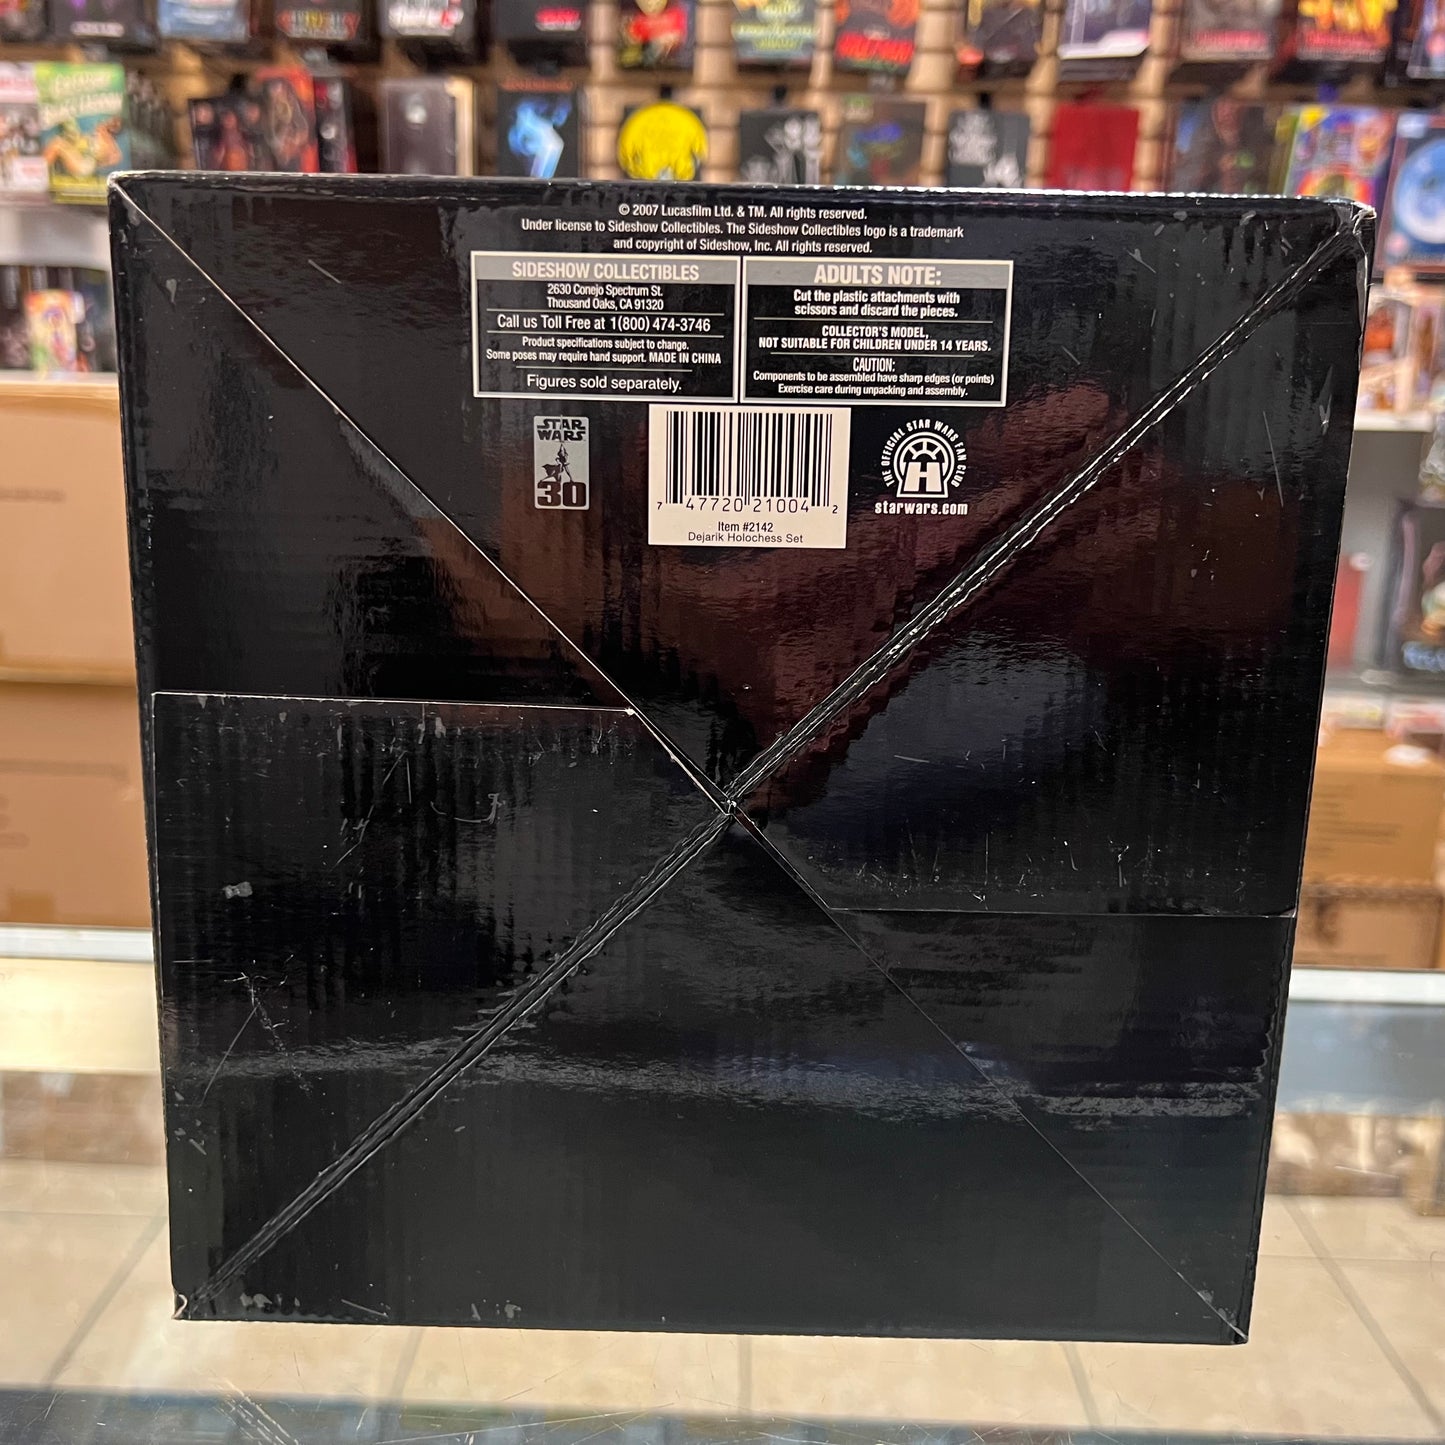 © 2007 Lucasfilm Ltd. & TM. All rights reserved.
Under license to Sideshow Collectibles. The Sideshow Collectibles logo is a trademark
and copyright of Sideshow, Inc. All rights reserved.
SIDESHOW COLLECTIBLES
2630 Conejo Spectrum St.
Thousand Oaks, CA 91320
Call us Toll Free at 1(800) 474-3746
Product specifications subject to change.
Some poses may require hand support. MADE IN CHINA
Figures sold separately.
ADULTS NOTE:
Cut the plastic attachments with
scissors and discard the pieces.
COLLECTOR'S MODEL,
NOT SUITABLE FOR CHILDREN UNDER 14 YEARS.
CAUTION:
Components to be assembled have sharp edges (or points)
Exercise care during unpacking and assembly.
STAR
WARS
30
7 47720 21004 2
Item #2142
Dejarik Holochess Set
THE OFFICIAL STAR WARS FAN CLUB
starwars.com